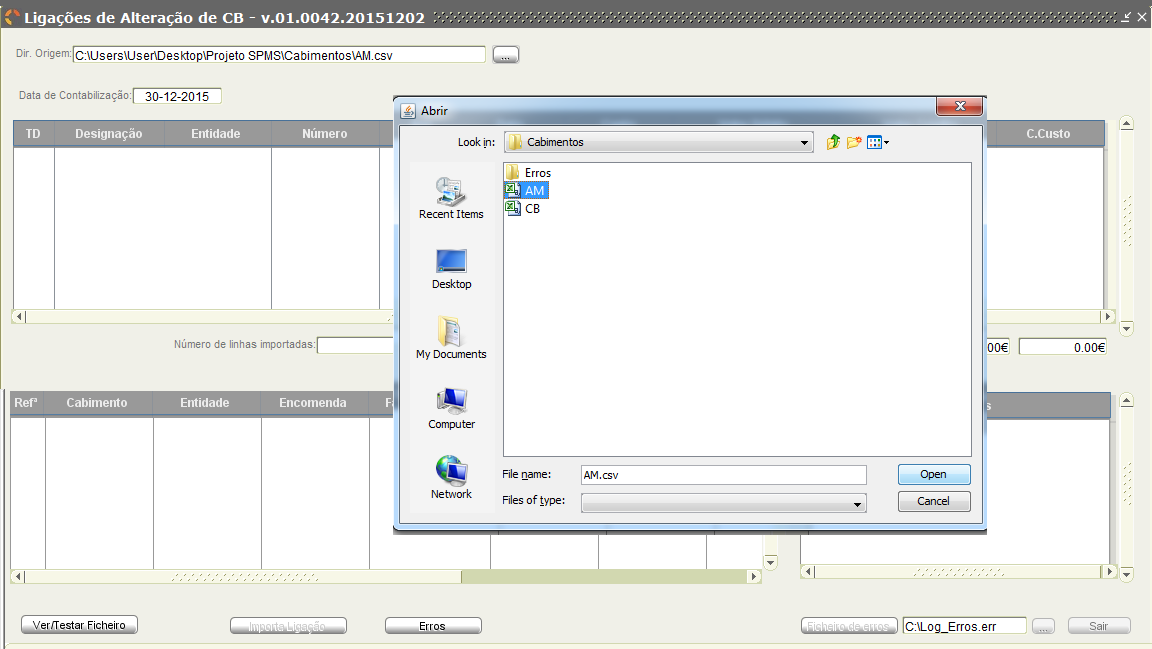 Ligações de Alteração de CB - v.01.0042.20151202
Dir. Origem: C:\Users\User\Desktop\Projeto SPMS\Cabimentos\AM.csv ...
Data de Contabilização: 30-12-2015
TD Designação Entidade Número C.Custo
Número de linhas importadas: 00€ 0.00€
Refª Cabimento Entidade Encomenda F s
Abrir
Look in: Cabimentos
Recent Items
Desktop
My Documents
Computer
Network
Erros
AM
CB
File name: AM.csv Open
Files of type: Cancel
Ver/Testar Ficheiro Importa Ligação Erros Ficheiro de erros C:\Log_Erros.err ... Sair